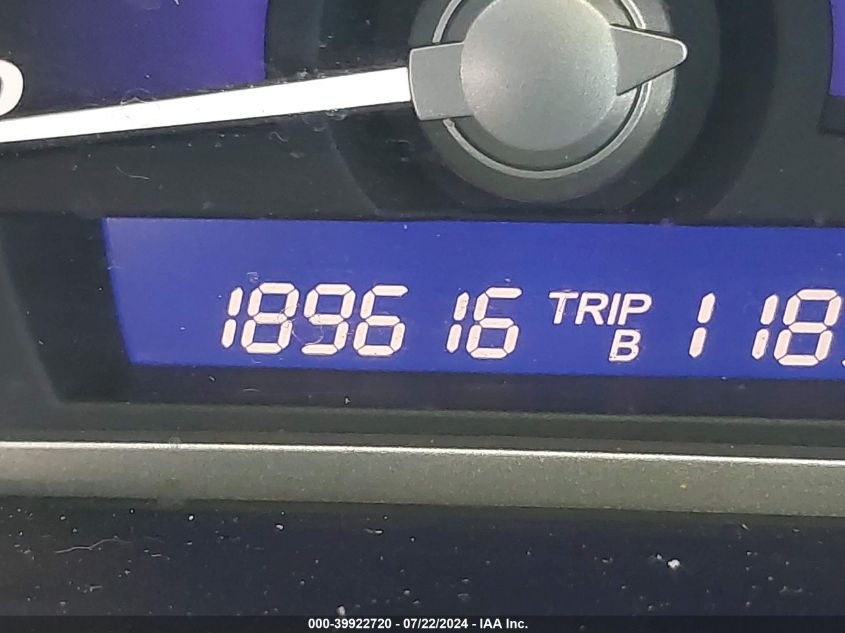 189616 TRIP B 118.
000-39922720 - 07/22/2024 - IAA Inc.